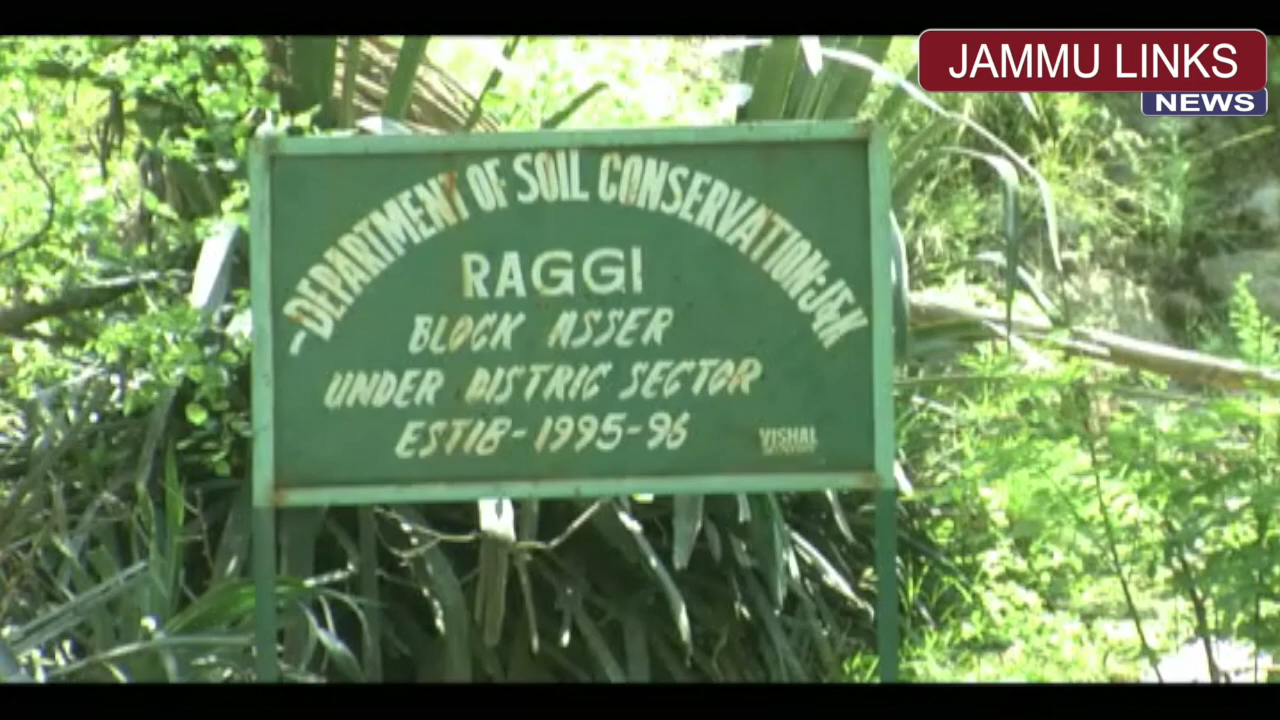 JAMMU LINKS
NEWS
-DEPARTMENT OF SOIL CONSERVATION:J&K
RAGGI
BLOCK ASSER
UNDER DISTRIC SECTOR
ESTIB-1995-96
VISHAL